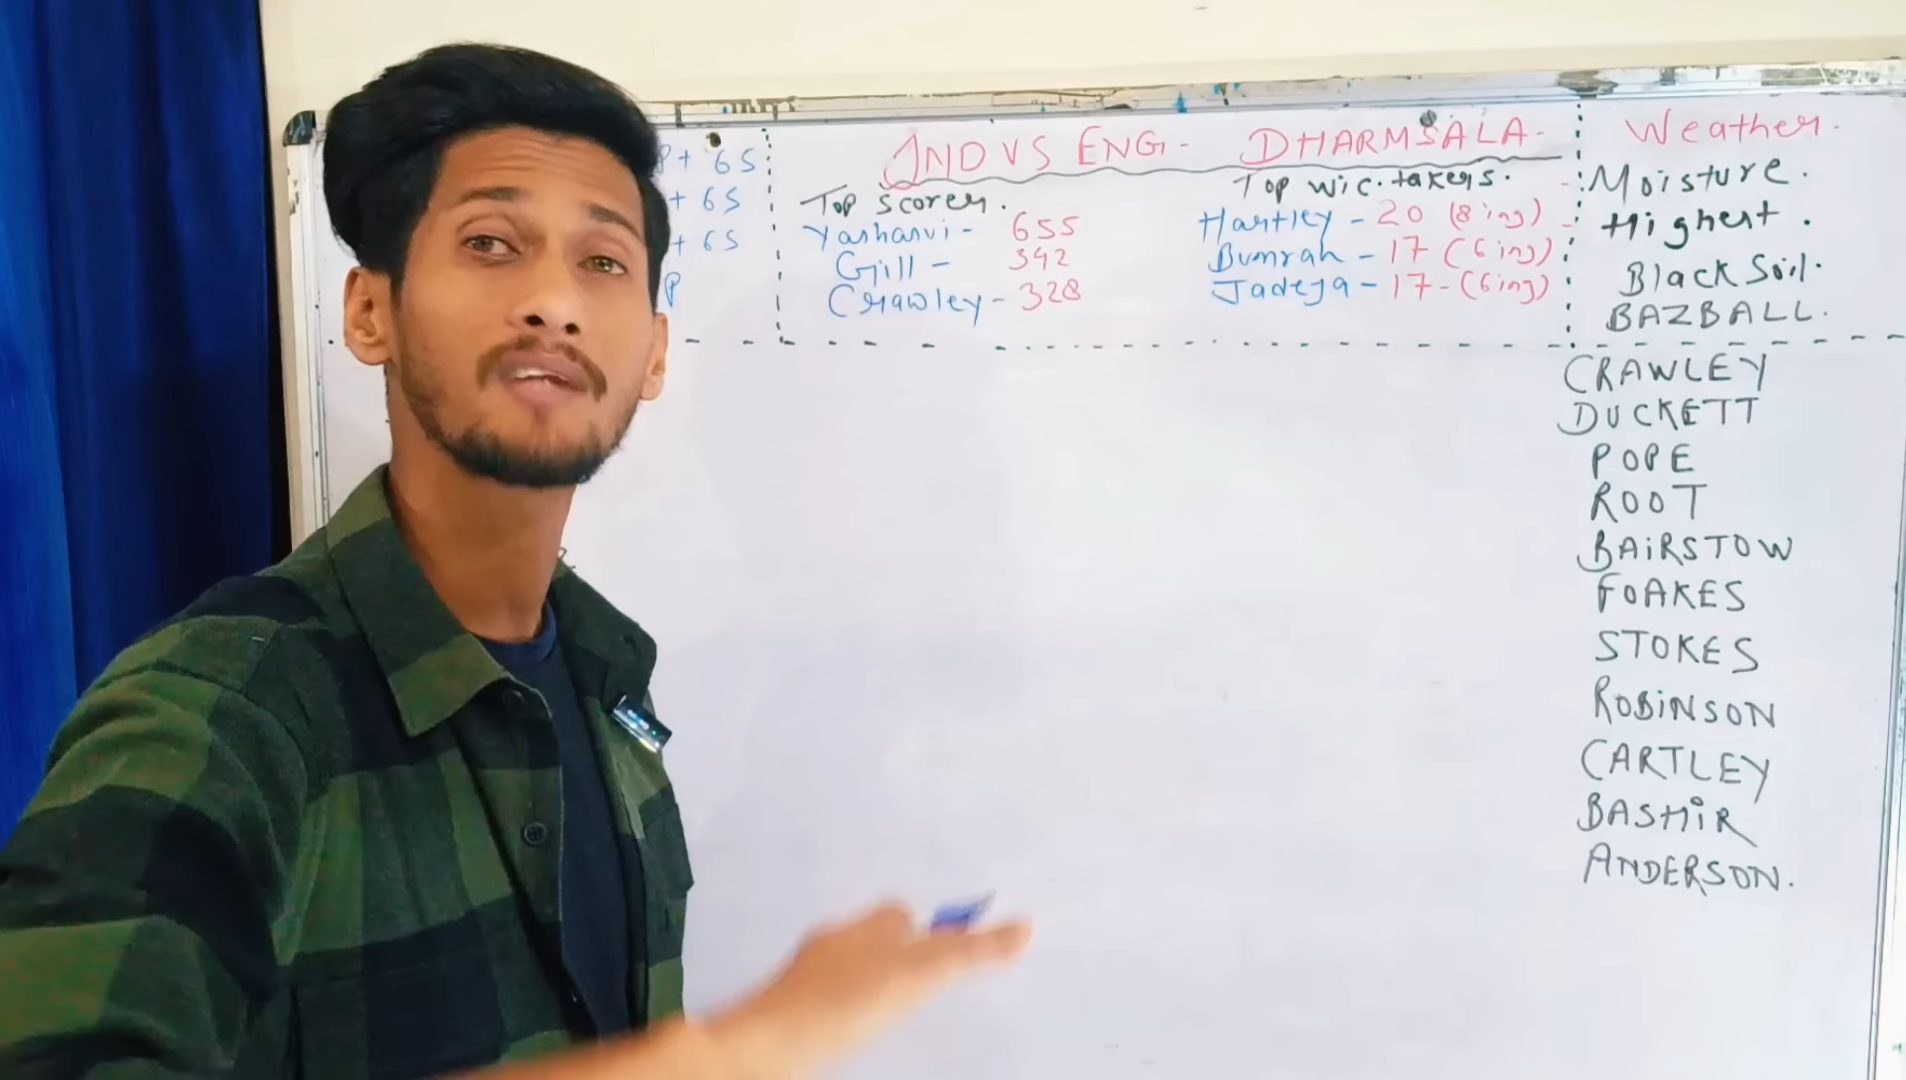 P + 6S
+ 6S
+ 6S
P
IND VS ENG - DHARMSALA -
Top scorer.
Yashasvi - 655
Gill - 342
Crawley - 328
Top wic. takers.
Hartley - 20 (8 ing)
Bumrah - 17 (6 ing)
Jadeja - 17 - (6 ing)
Weather.
Moisture.
Highest.
Black Soil.
BAZBALL.
CRAWLEY
DUCKETT
POPE
ROOT
BAIRSTOW
FOAKES
STOKES
ROBINSON
CARTLEY
BASHIR
ANDERSON.